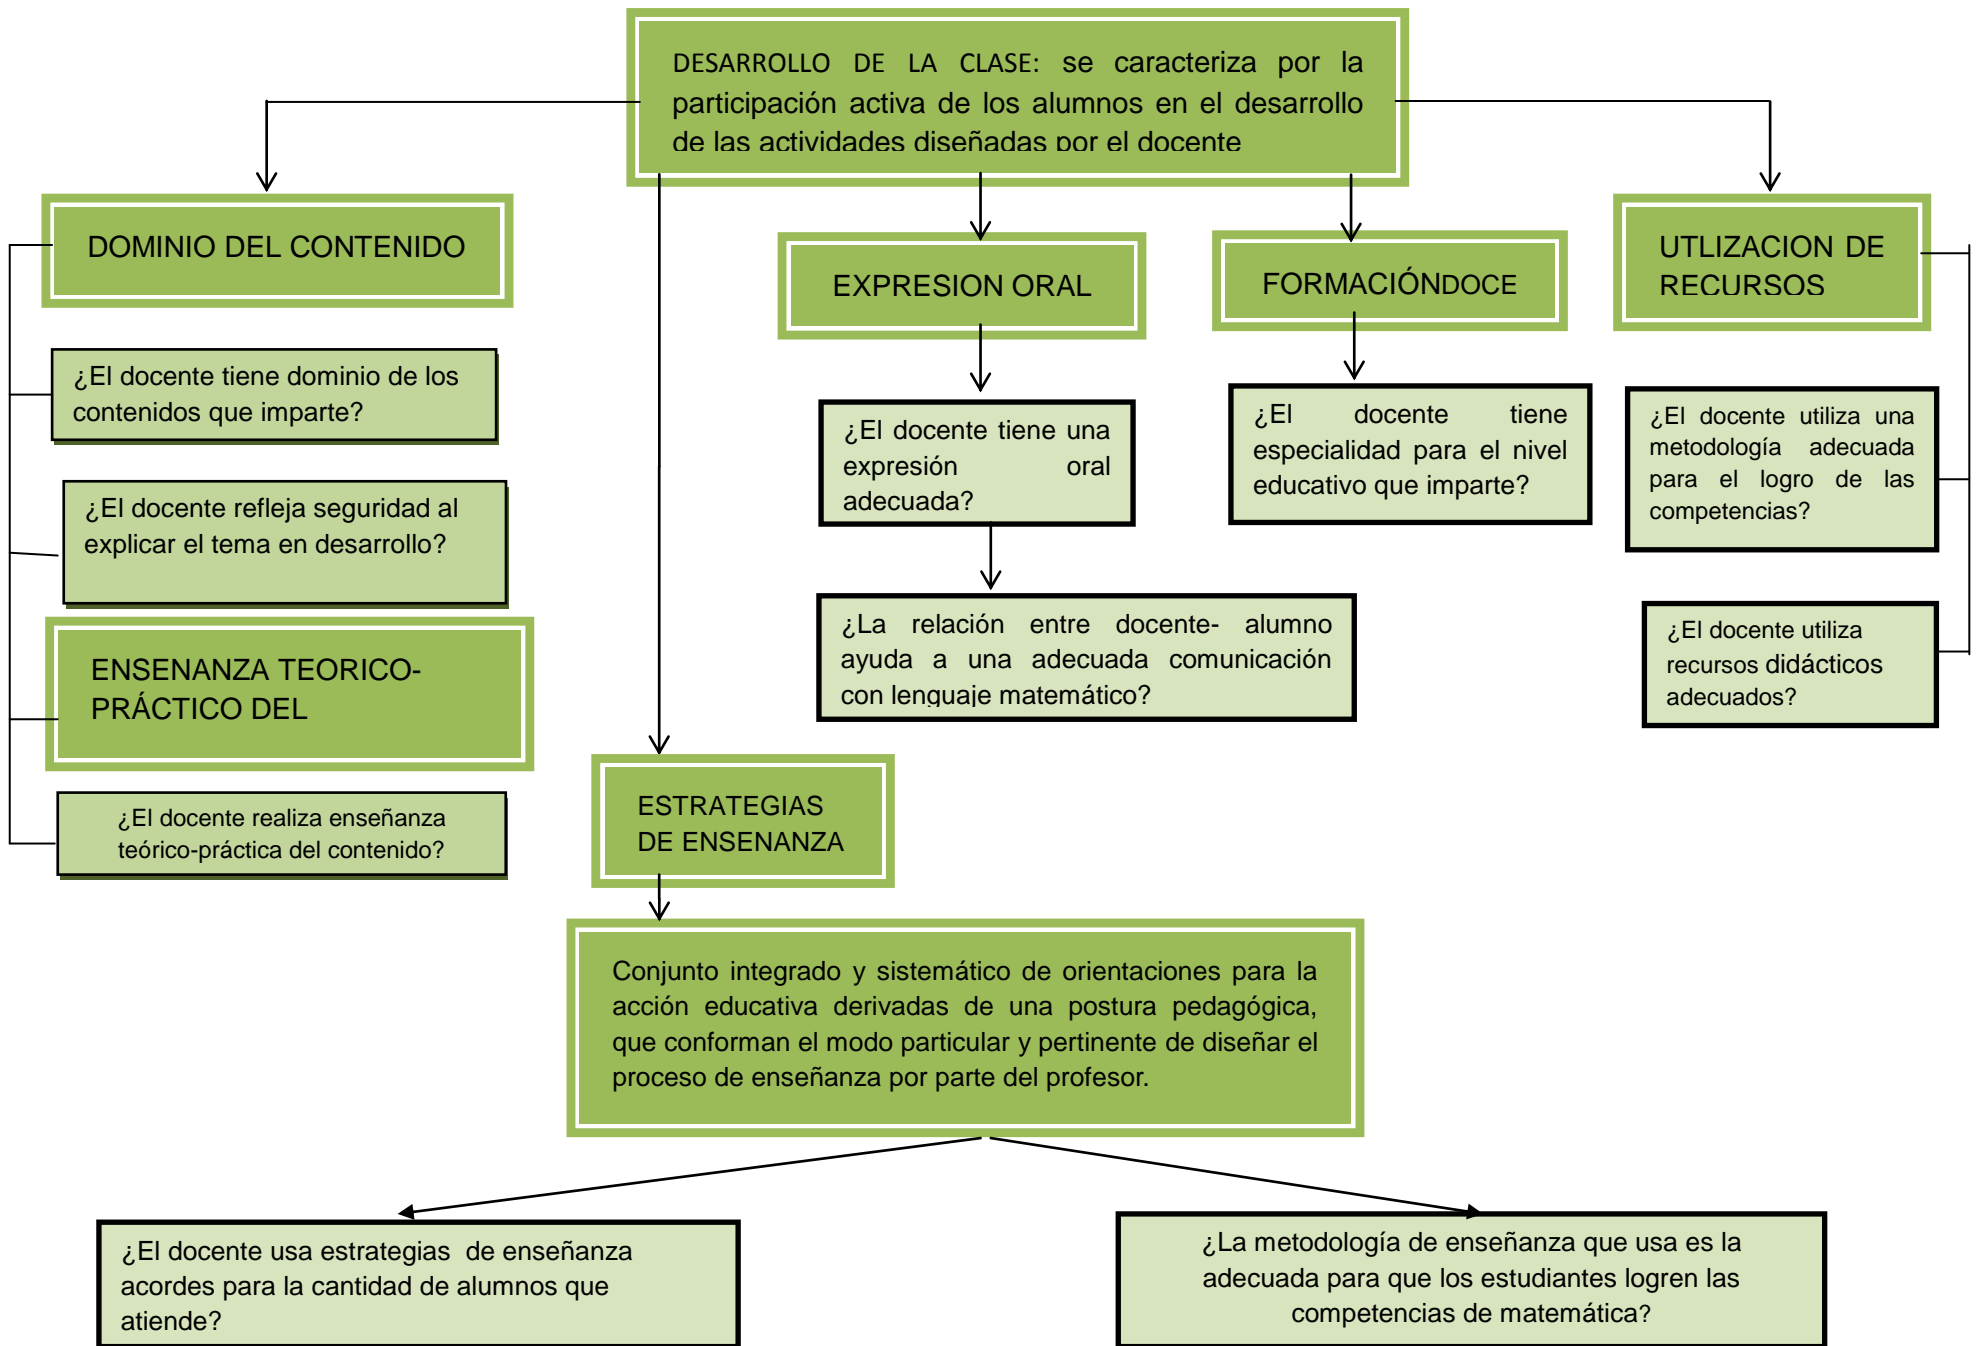 DESARROLLO DE LA CLASE: se caracteriza por la
participación activa de los alumnos en el desarrollo
de las actividades diseñadas por el docente
DOMINIO DEL CONTENIDO
EXPRESION ORAL
FORMACIÓNDOCE
UTLIZACION DE
RECURSOS
¿El docente tiene dominio de los
contenidos que imparte?
¿El docente refleja seguridad al
explicar el tema en desarrollo?
ENSENANZA TEORICO-
PRÁCTICO DEL
¿El docente realiza enseñanza
teórico-práctica del contenido?
¿El docente tiene una
expresión oral
adecuada?
¿La relación entre docente- alumno
ayuda a una adecuada comunicación
con lenguaje matemático?
¿El docente tiene
especialidad para el nivel
educativo que imparte?
¿El docente utiliza una
metodología adecuada
para el logro de las
competencias?
¿El docente utiliza
recursos didácticos
adecuados?
ESTRATEGIAS
DE ENSENANZA
Conjunto integrado y sistemático de orientaciones para la
acción educativa derivadas de una postura pedagógica,
que conforman el modo particular y pertinente de diseñar el
proceso de enseñanza por parte del profesor.
¿El docente usa estrategias de enseñanza
acordes para la cantidad de alumnos que
atiende?
¿La metodología de enseñanza que usa es la
adecuada para que los estudiantes logren las
competencias de matemática?